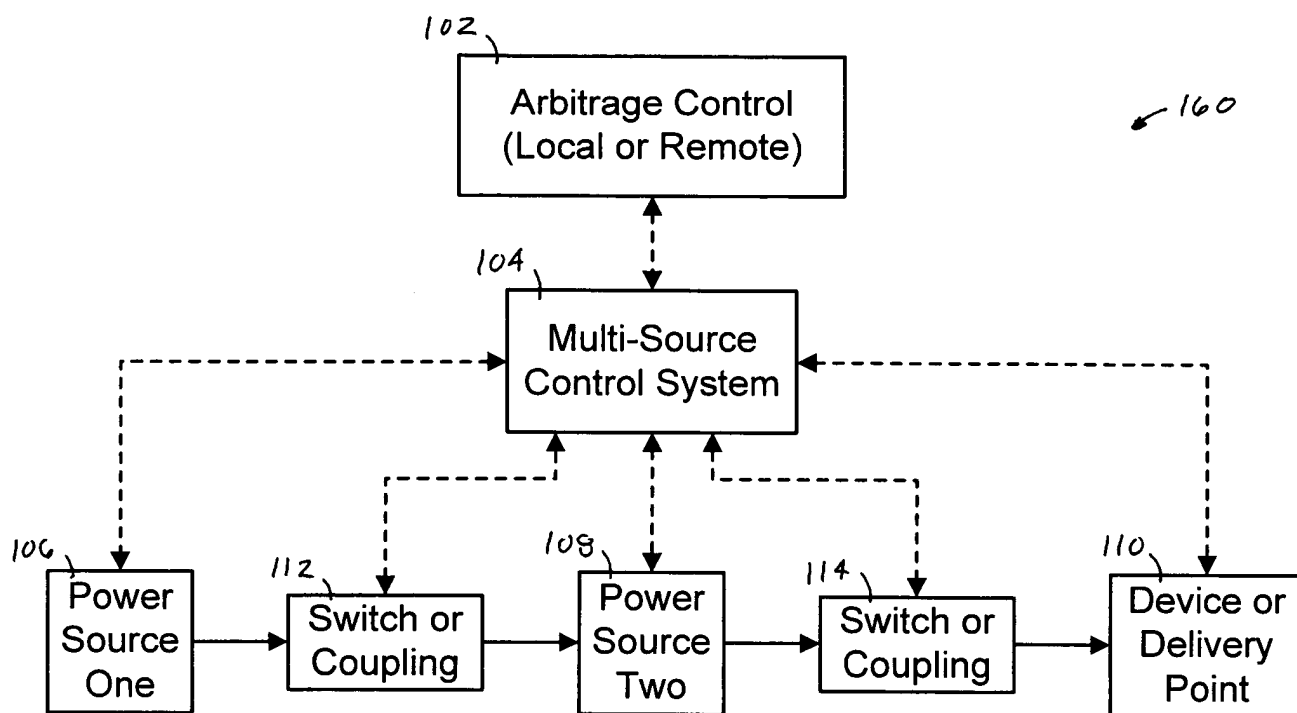 102
Arbitrage Control
(Local or Remote)
160
104
Multi-Source
Control System
106
Power
Source
One
112
Switch or
Coupling
108
Power
Source
Two
114
Switch or
Coupling
110
Device or
Delivery
Point